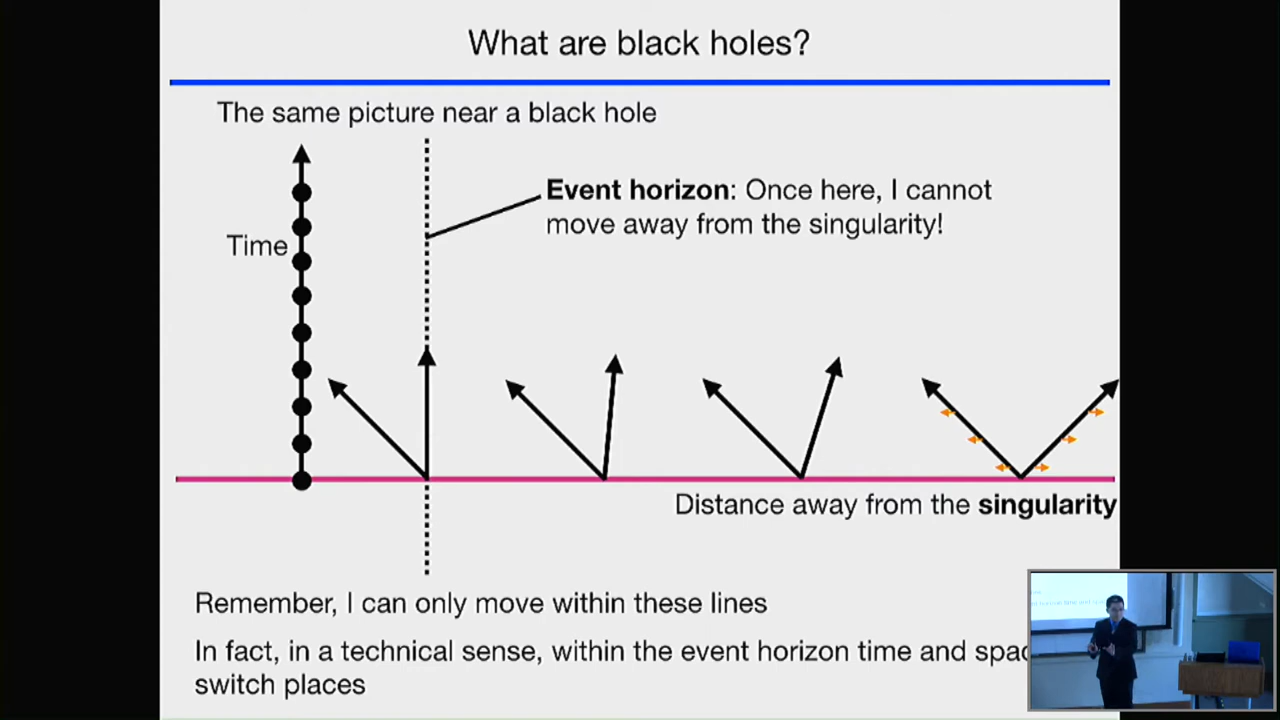 What are black holes?
The same picture near a black hole
Event horizon: Once here, I cannot
move away from the singularity!
Time
Distance away from the singularity
Remember, I can only move within these lines
In fact, in a technical sense, within the event horizon time and spac
switch places